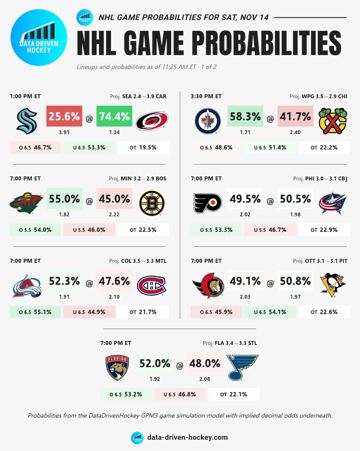 DATA DRIVEN
HOCKEY
NHL GAME PROBABILITIES FOR SAT, NOV 14
NHL GAME PROBABILITIES
Lineups and probabilities as of 11:25 AM ET · 1 of 2
1:00 PM ET Proj. SEA 2.4 – 3.9 CAR
25.6% @ 74.4%
3.91 1.34
O 6.5 46.7% U 6.5 53.3% OT 19.5%
3:30 PM ET Proj. WPG 3.5 – 2.9 CHI
58.3% @ 41.7%
1.71 2.40
O 6.5 48.6% U 6.5 51.4% OT 22.2%
7:00 PM ET Proj. MIN 3.2 – 2.9 BOS
55.0% @ 45.0%
1.82 2.22
O 5.5 54.0% U 5.5 46.0% OT 22.5%
7:00 PM ET Proj. PHI 3.0 – 3.1 CBJ
49.5% @ 50.5%
2.02 1.98
O 5.5 53.3% U 5.5 46.7% OT 22.9%
7:00 PM ET Proj. COL 3.5 – 3.3 MTL
52.3% @ 47.6%
1.91 2.10
O 6.5 55.1% U 6.5 44.9% OT 21.7%
7:00 PM ET Proj. OTT 3.1 – 3.1 PIT
49.1% @ 50.8%
2.03 1.97
O 6.5 45.9% U 6.5 54.1% OT 22.6%
7:00 PM ET Proj. FLA 3.4 – 3.3 STL
FLORIDA
52.0% @ 48.0%
1.92 2.08
O 6.5 53.2% U 6.5 46.8% OT 22.1%
Probabilities from the DataDrivenHockey GPM3 game simulation model with implied decimal odds underneath.
data-driven-hockey.com